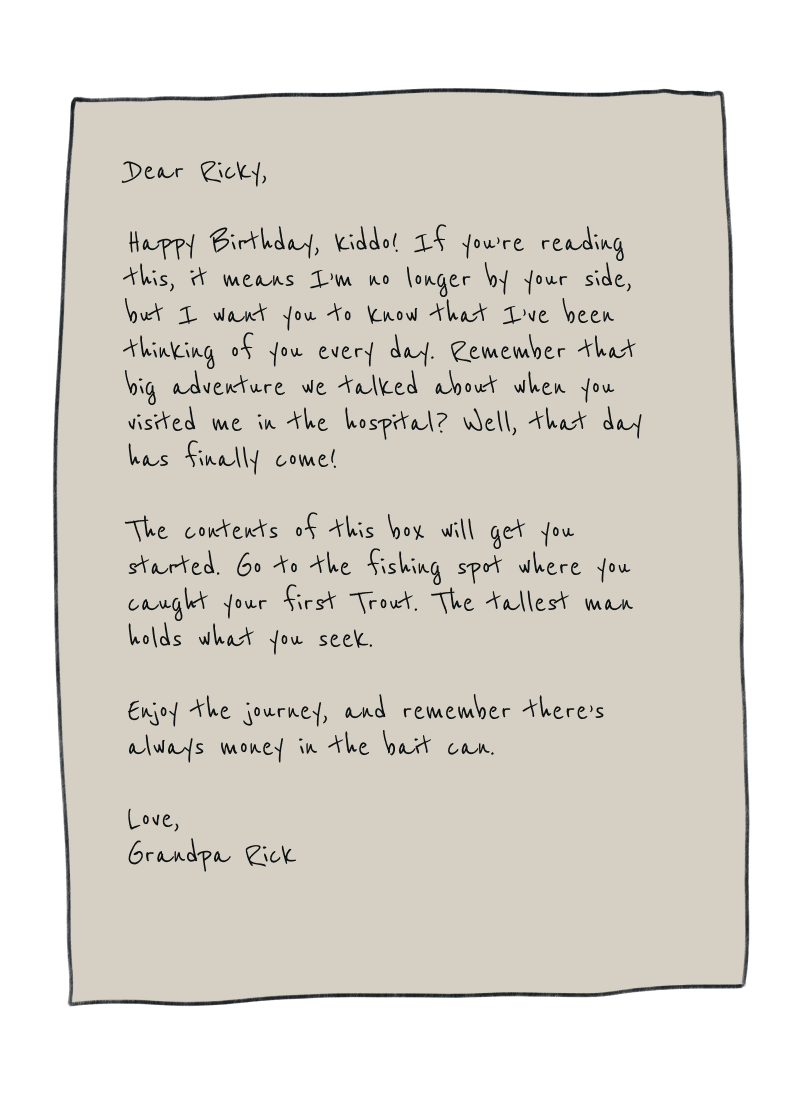 Dear Ricky,
Happy Birthday, kiddo! If you're reading
this, it means I'm no longer by your side,
but I want you to know that I've been
thinking of you every day. Remember that
big adventure we talked about when you
visited me in the hospital? Well, that day
has finally come!
The contents of this box will get you
started. Go to the fishing spot where you
caught your first Trout. The tallest man
holds what you seek.
Enjoy the journey, and remember there's
always money in the bait can.
Love,
Grandpa Rick